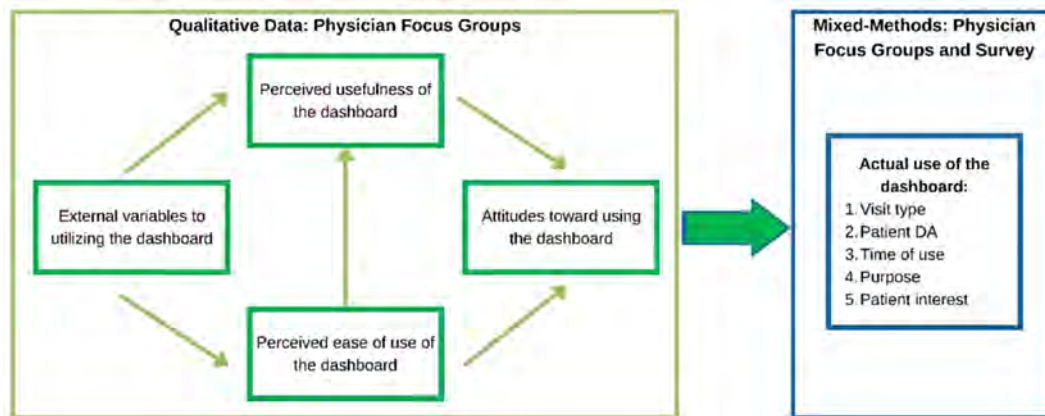 Qualitative Data: Physician Focus Groups
Perceived usefulness of
the dashboard
External variables to
utilizing the dashboard
Attitudes toward using
the dashboard
Perceived ease of use of
the dashboard
Mixed-Methods: Physician
Focus Groups and Survey
Actual use of the
dashboard:
1. Visit type
2. Patient DA
3. Time of use
4. Purpose
5. Patient interest